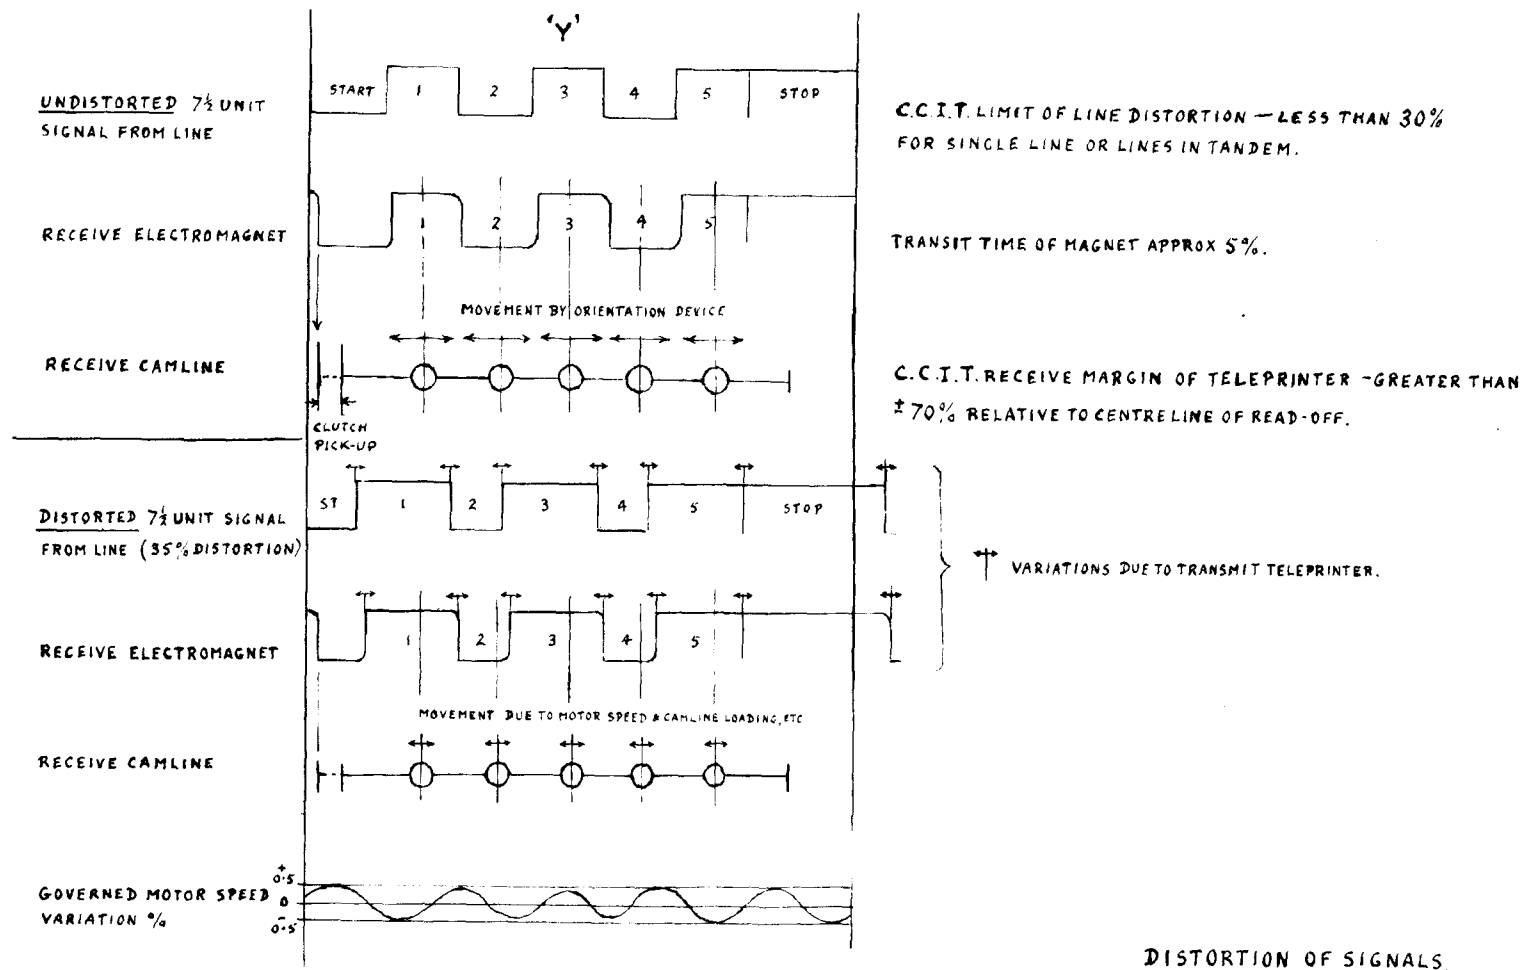 'Y'
START 1 2 3 4 5 STOP
UNDISTORTED 7½ UNIT
SIGNAL FROM LINE
C.C.I.T. LIMIT OF LINE DISTORTION — LESS THAN 30%
FOR SINGLE LINE OR LINES IN TANDEM.
RECEIVE ELECTROMAGNET
1 2 3 4 5
TRANSIT TIME OF MAGNET APPROX 5%.
MOVEMENT BY ORIENTATION DEVICE
RECEIVE CAMLINE
C.C.I.T. RECEIVE MARGIN OF TELEPRINTER - GREATER THAN
± 70% RELATIVE TO CENTRE LINE OF READ-OFF.
CLUTCH
PICK-UP
ST 1 2 3 4 5 STOP
DISTORTED 7½ UNIT SIGNAL
FROM LINE (35% DISTORTION)
VARIATIONS DUE TO TRANSMIT TELEPRINTER.
RECEIVE ELECTROMAGNET
1 2 3 4 5
MOVEMENT DUE TO MOTOR SPEED & CAMLINE LOADING, ETC
RECEIVE CAMLINE
GOVERNED MOTOR SPEED
VARIATION %
+
0.5
0
-
0.5
DISTORTION OF SIGNALS